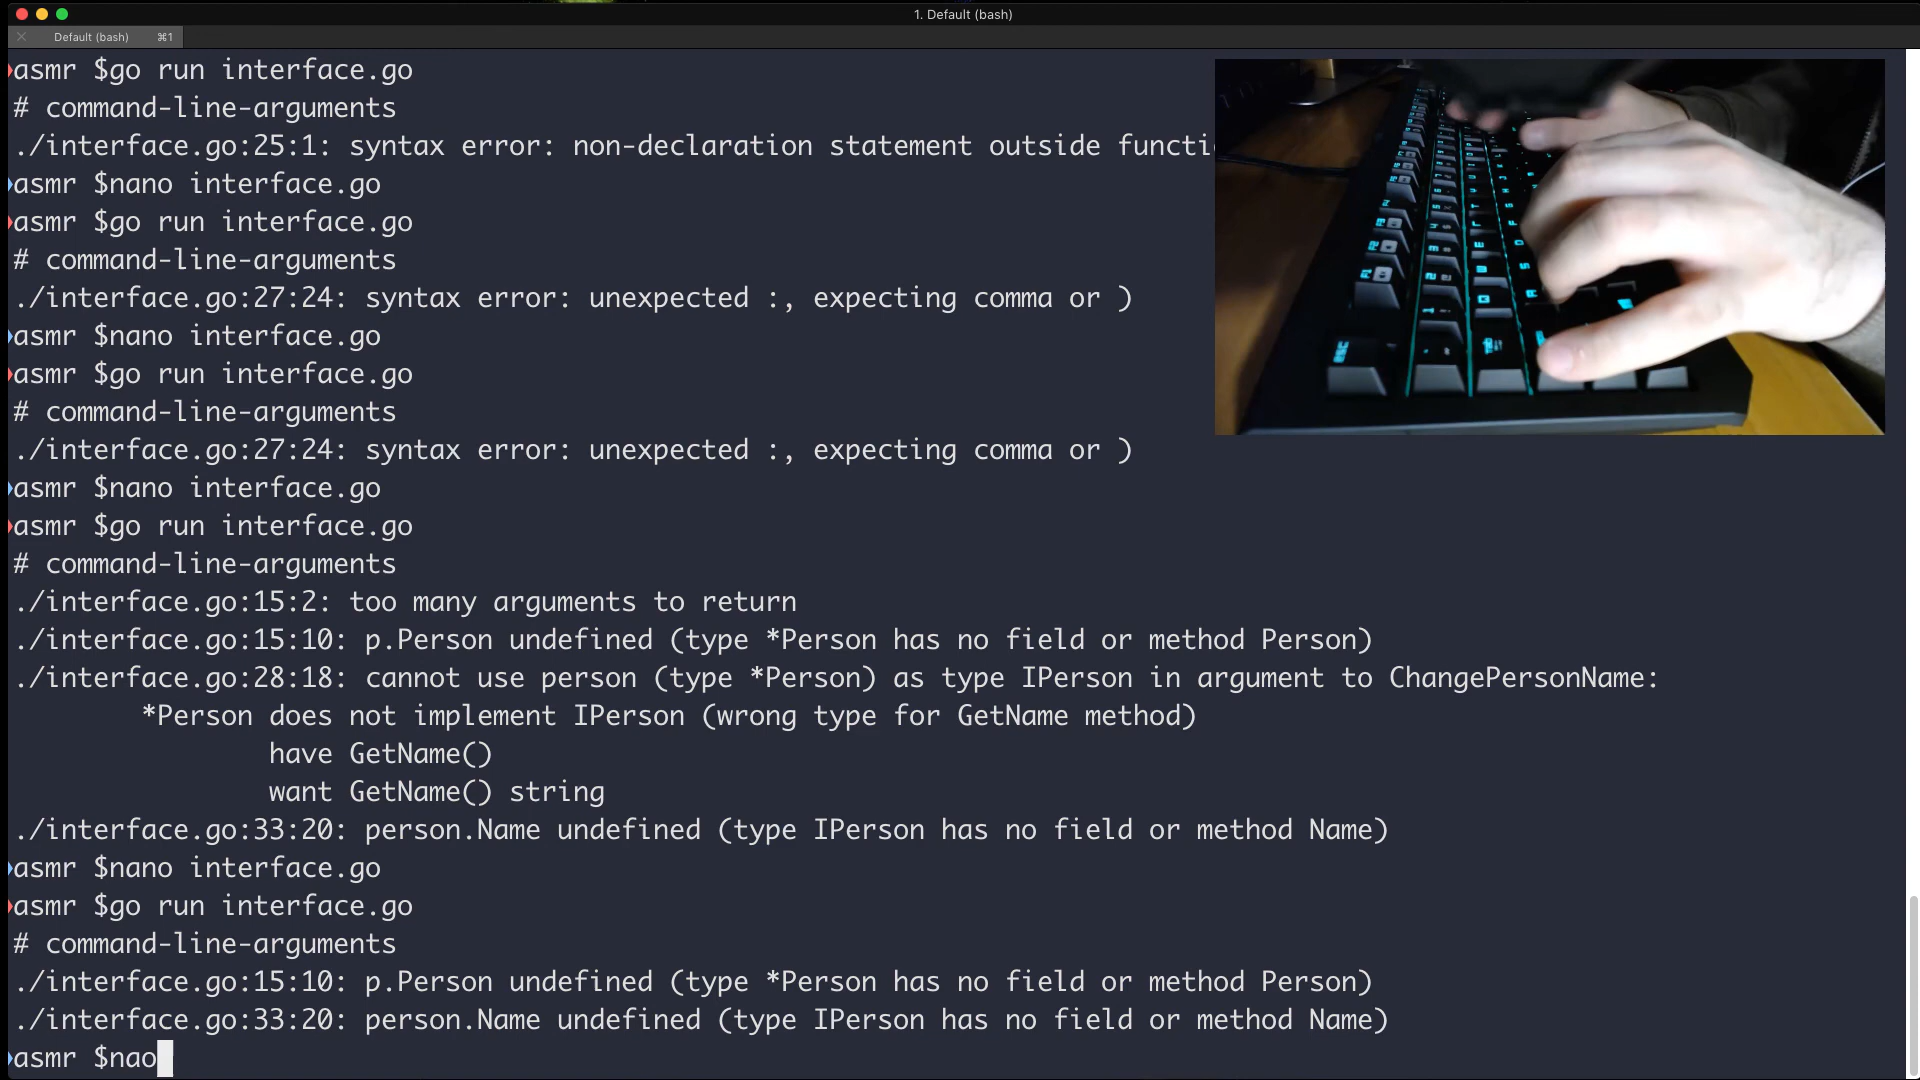 1. Default (bash)
Default (bash) ⌘1
asmr $go run interface.go
# command-line-arguments
./interface.go:25:1: syntax error: non-declaration statement outside functi
asmr $nano interface.go
asmr $go run interface.go
# command-line-arguments
./interface.go:27:24: syntax error: unexpected :, expecting comma or )
asmr $nano interface.go
asmr $go run interface.go
# command-line-arguments
./interface.go:27:24: syntax error: unexpected :, expecting comma or )
asmr $nano interface.go
asmr $go run interface.go
# command-line-arguments
./interface.go:15:2: too many arguments to return
./interface.go:15:10: p.Person undefined (type *Person has no field or method Person)
./interface.go:28:18: cannot use person (type *Person) as type IPerson in argument to ChangePersonName:
*Person does not implement IPerson (wrong type for GetName method)
have GetName()
want GetName() string
./interface.go:33:20: person.Name undefined (type IPerson has no field or method Name)
asmr $nano interface.go
asmr $go run interface.go
# command-line-arguments
./interface.go:15:10: p.Person undefined (type *Person has no field or method Person)
./interface.go:33:20: person.Name undefined (type IPerson has no field or method Name)
asmr $nao